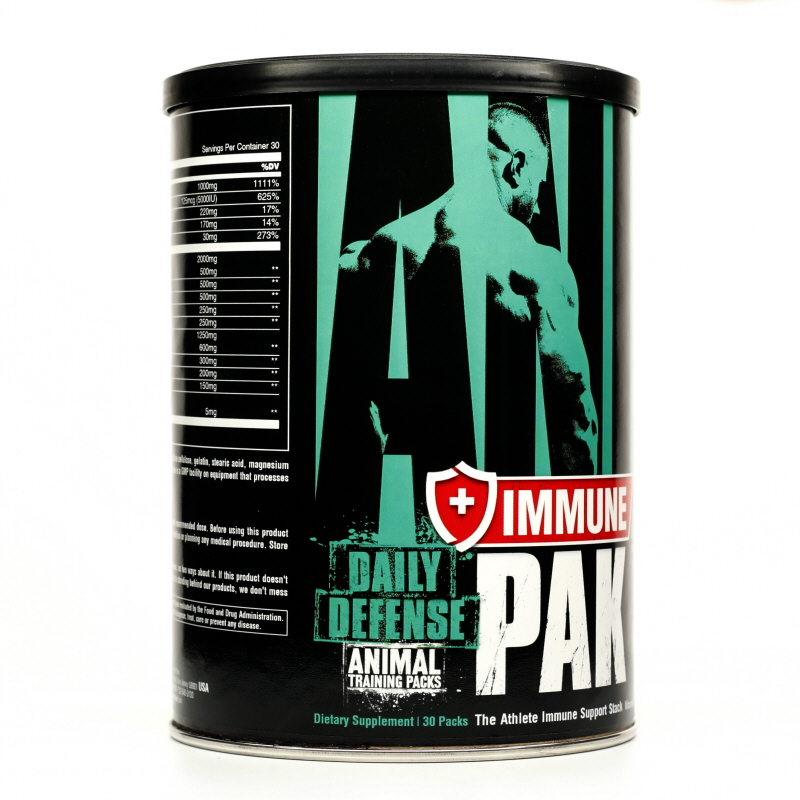 Servings Per Container 30
%DV
1000mg 1111%
125mcg (5000IU) 625%
220mg 17%
170mg 14%
30mg 273%
2000mg
500mg **
500mg **
500mg **
250mg **
250mg **
1250mg
600mg **
300mg **
200mg **
150mg **
5mg **
cellulose, gelatin, stearic acid, magnesium
GMP facility on equipment that processes
recommended dose. Before using this product
or planning any medical procedure. Store
two ways about it. If this product doesn't
standing behind our products, we don't mess
evaluated by the Food and Drug Administration.
treat, cure or prevent any disease.
USA
IMMUNE
PAK
DAILY
DEFENSE
ANIMAL
TRAINING PACKS
Dietary Supplement | 30 Packs The Athlete Immune Support Stack